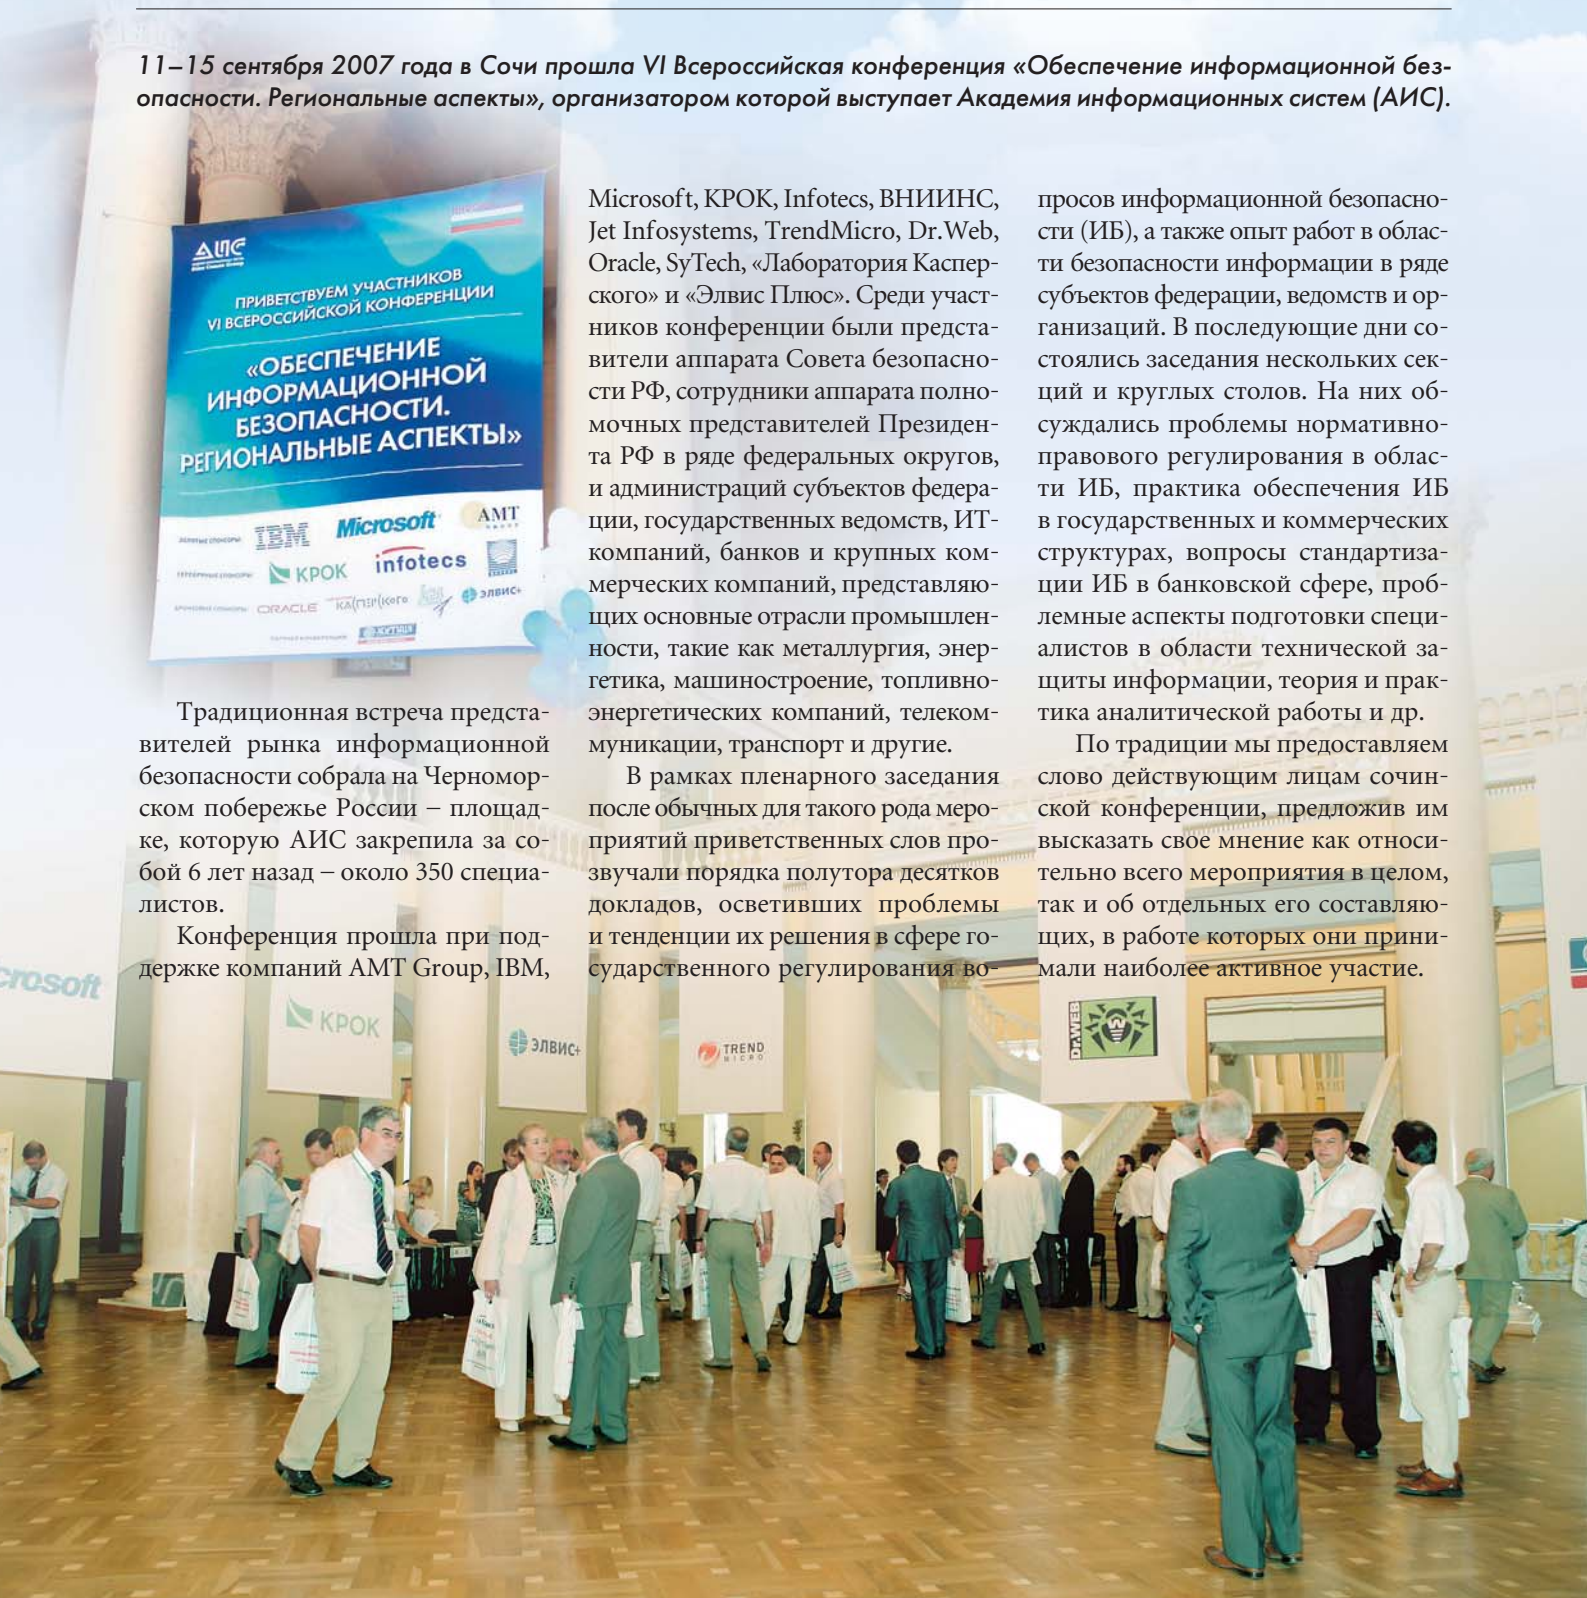 11–15 сентября 2007 года в Сочи прошла VI Всероссийская конференция «Обеспечение информационной без-
опасности. Региональные аспекты», организатором которой выступает Академия информационных систем (АИС).
АИС
ПРИВЕТСТВУЕМ УЧАСТНИКОВ
VI ВСЕРОССИЙСКОЙ КОНФЕРЕНЦИИ
«ОБЕСПЕЧЕНИЕ
ИНФОРМАЦИОННОЙ
БЕЗОПАСНОСТИ.
РЕГИОНАЛЬНЫЕ АСПЕКТЫ»
ЗОЛОТЫЕ СПОНСОРЫ: IBM Microsoft AMT GROUP
СЕРЕБРЯНЫЕ СПОНСОРЫ: КРОК infotecs
БРОНЗОВЫЕ СПОНСОРЫ: ORACLE КАСПЕРСКОГО ЭЛВИС+
Традиционная встреча предста-
вителей рынка информационной
безопасности собрала на Черномор-
ском побережье России – площад-
ке, которую АИС закрепила за со-
бой 6 лет назад – около 350 специа-
листов.
Конференция прошла при под-
держке компаний AMT Group, IBM,
Microsoft, КРОК, Infotecs, ВНИИНС,
Jet Infosystems, TrendMicro, Dr.Web,
Oracle, SyTech, «Лаборатория Каспер-
ского» и «Элвис Плюс». Среди участ-
ников конференции были предста-
вители аппарата Совета безопасно-
сти РФ, сотрудники аппарата полно-
мочных представителей Президен-
та РФ в ряде федеральных округов,
и администраций субъектов федера-
ции, государственных ведомств, ИТ-
компаний, банков и крупных ком-
мерческих компаний, представляю-
щих основные отрасли промышлен-
ности, такие как металлургия, энер-
гетика, машиностроение, топливно-
энергетических компаний, телеком-
муникации, транспорт и другие.
В рамках пленарного заседания
после обычных для такого рода меро-
приятий приветственных слов про-
звучали порядка полутора десятков
докладов, осветивших проблемы
и тенденции их решения в сфере го-
сударственного регулирования во-
просов информационной безопасно-
сти (ИБ), а также опыт работ в облас-
ти безопасности информации в ряде
субъектов федерации, ведомств и ор-
ганизаций. В последующие дни со-
стоялись заседания нескольких сек-
ций и круглых столов. На них об-
суждались проблемы нормативно-
правового регулирования в облас-
ти ИБ, практика обеспечения ИБ
в государственных и коммерческих
структурах, вопросы стандартиза-
ции ИБ в банковской сфере, проб-
лемные аспекты подготовки специ-
алистов в области технической за-
щиты информации, теория и прак-
тика аналитической работы и др.
По традиции мы предоставляем
слово действующим лицам сочин-
ской конференции, предложив им
высказать свое мнение как относи-
тельно всего мероприятия в целом,
так и об отдельных его составляю-
щих, в работе которых они прини-
мали наиболее активное участие.
crosoft
КРОК
ЭЛВИС+
TREND
MICRO
Dr.WEB